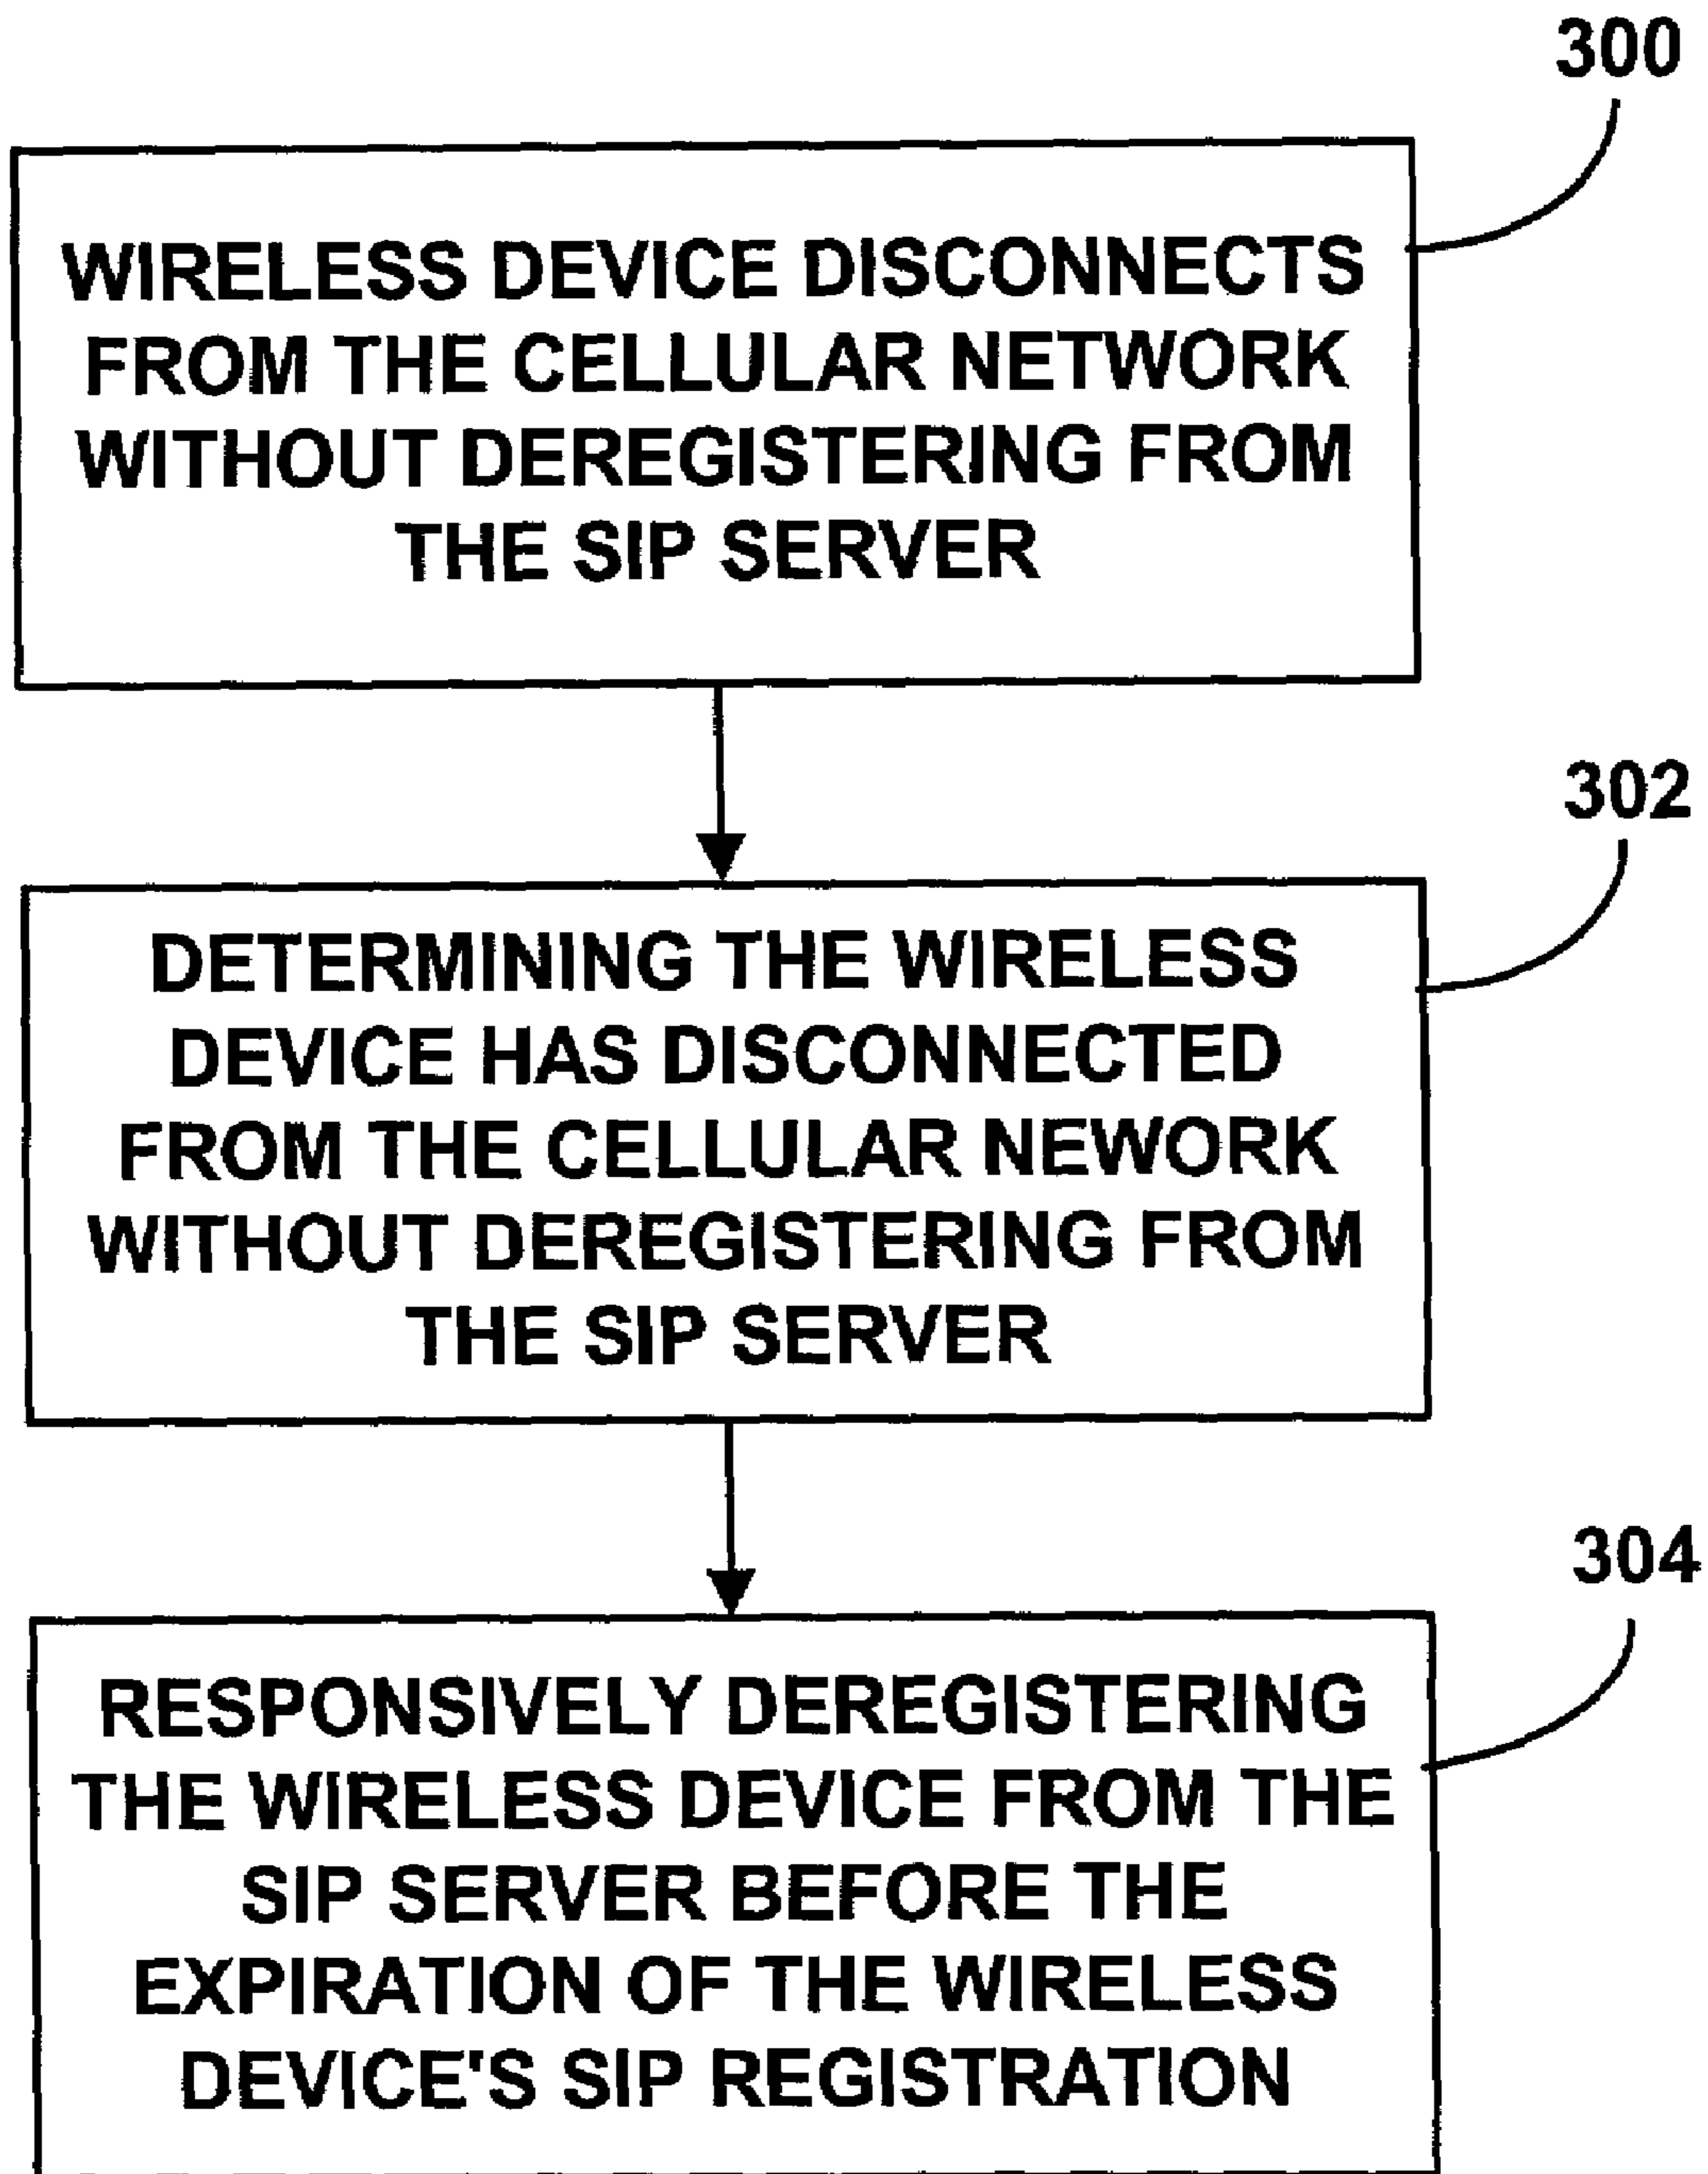 300
WIRELESS DEVICE DISCONNECTS
FROM THE CELLULAR NETWORK
WITHOUT DEREGISTERING FROM
THE SIP SERVER
302
DETERMINING THE WIRELESS
DEVICE HAS DISCONNECTED
FROM THE CELLULAR NEWORK
WITHOUT DEREGISTERING FROM
THE SIP SERVER
304
RESPONSIVELY DEREGISTERING
THE WIRELESS DEVICE FROM THE
SIP SERVER BEFORE THE
EXPIRATION OF THE WIRELESS
DEVICE'S SIP REGISTRATION